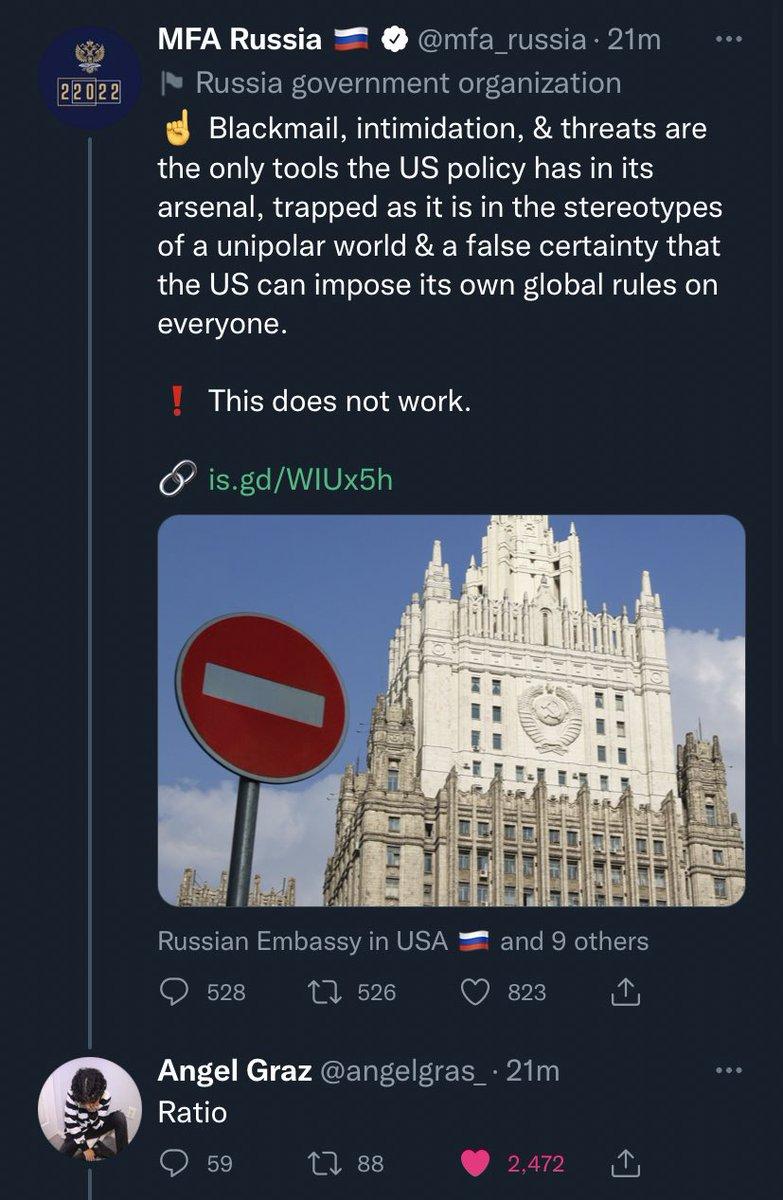 MFA Russia 🇷🇺 @mfa_russia · 21m
22022
Russia government organization
☝️ Blackmail, intimidation, & threats are
the only tools the US policy has in its
arsenal, trapped as it is in the stereotypes
of a unipolar world & a false certainty that
the US can impose its own global rules on
everyone.
❗ This does not work.
🔗 is.gd/WIUx5h
Russian Embassy in USA 🇷🇺 and 9 others
528 526 823
Angel Graz @angelgras_ · 21m
Ratio
59 88 2,472